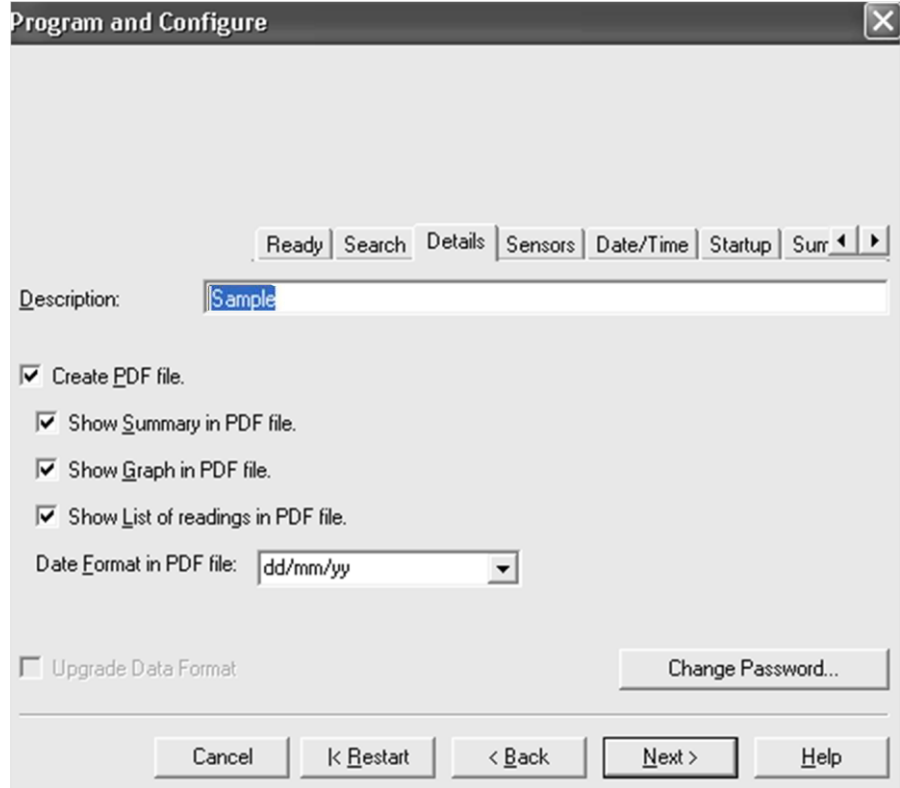 Program and Configure
Ready Search Details Sensors Date/Time Startup Sum
Description: Sample
Create PDF file.
Show Summary in PDF file.
Show Graph in PDF file.
Show List of readings in PDF file.
Date Format in PDF file: dd/mm/yy
Upgrade Data Format Change Password...
Cancel |< Restart < Back Next > Help